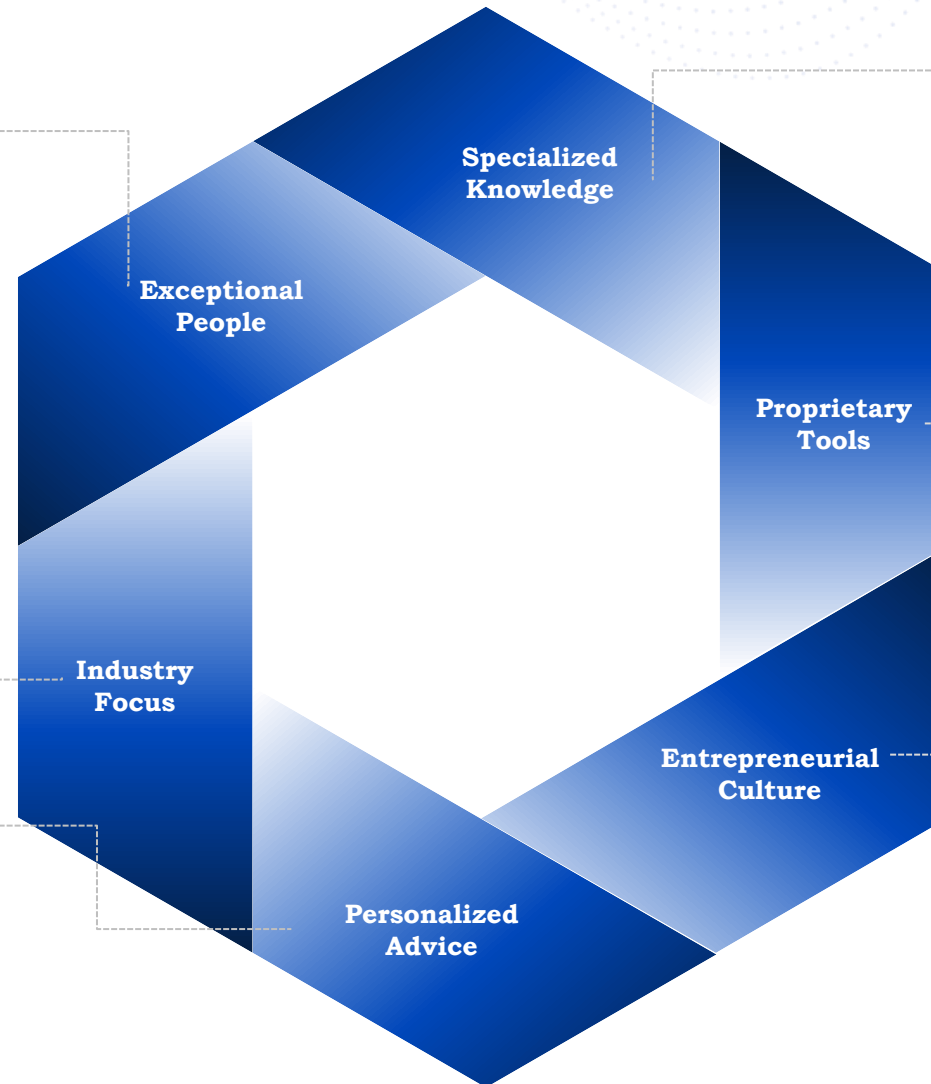 Specialized
Knowledge
Exceptional
People
Proprietary
Tools
Industry
Focus
Entrepreneurial
Culture
Personalized
Advice